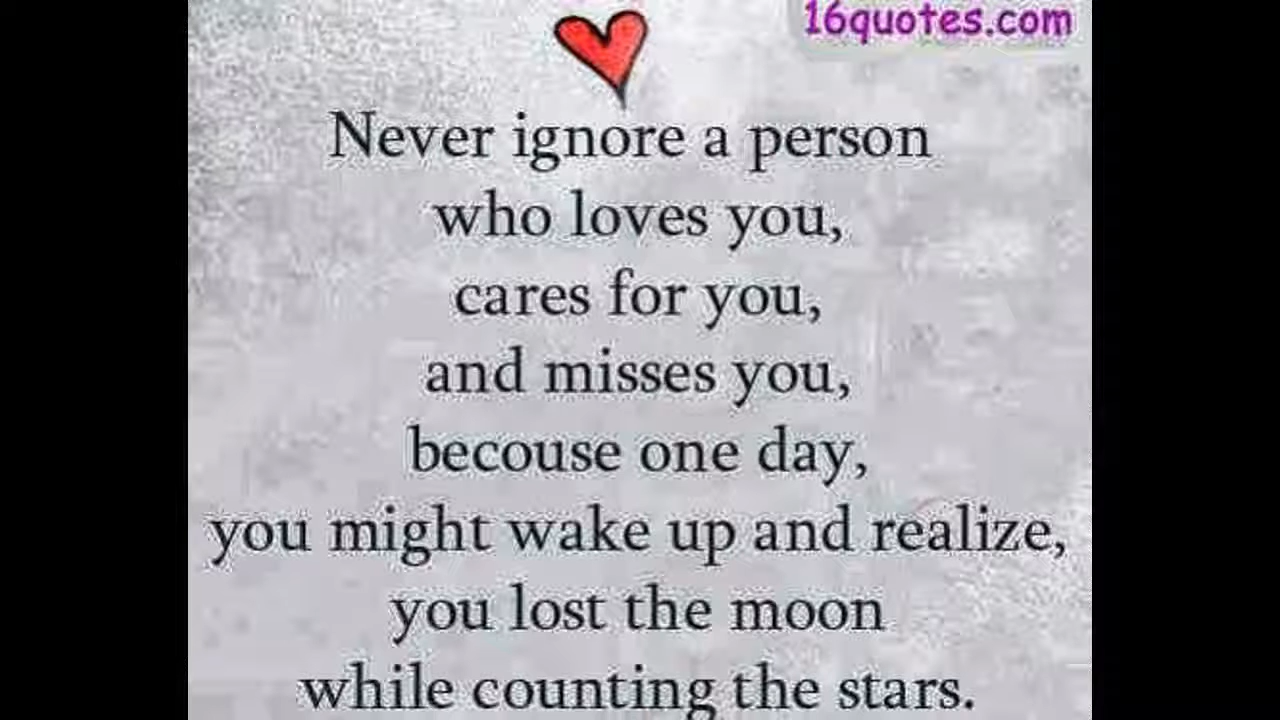 16quotes.com
Never ignore a person
who loves you,
cares for you,
and misses you,
becouse one day,
you might wake up and realize,
you lost the moon
while counting the stars.